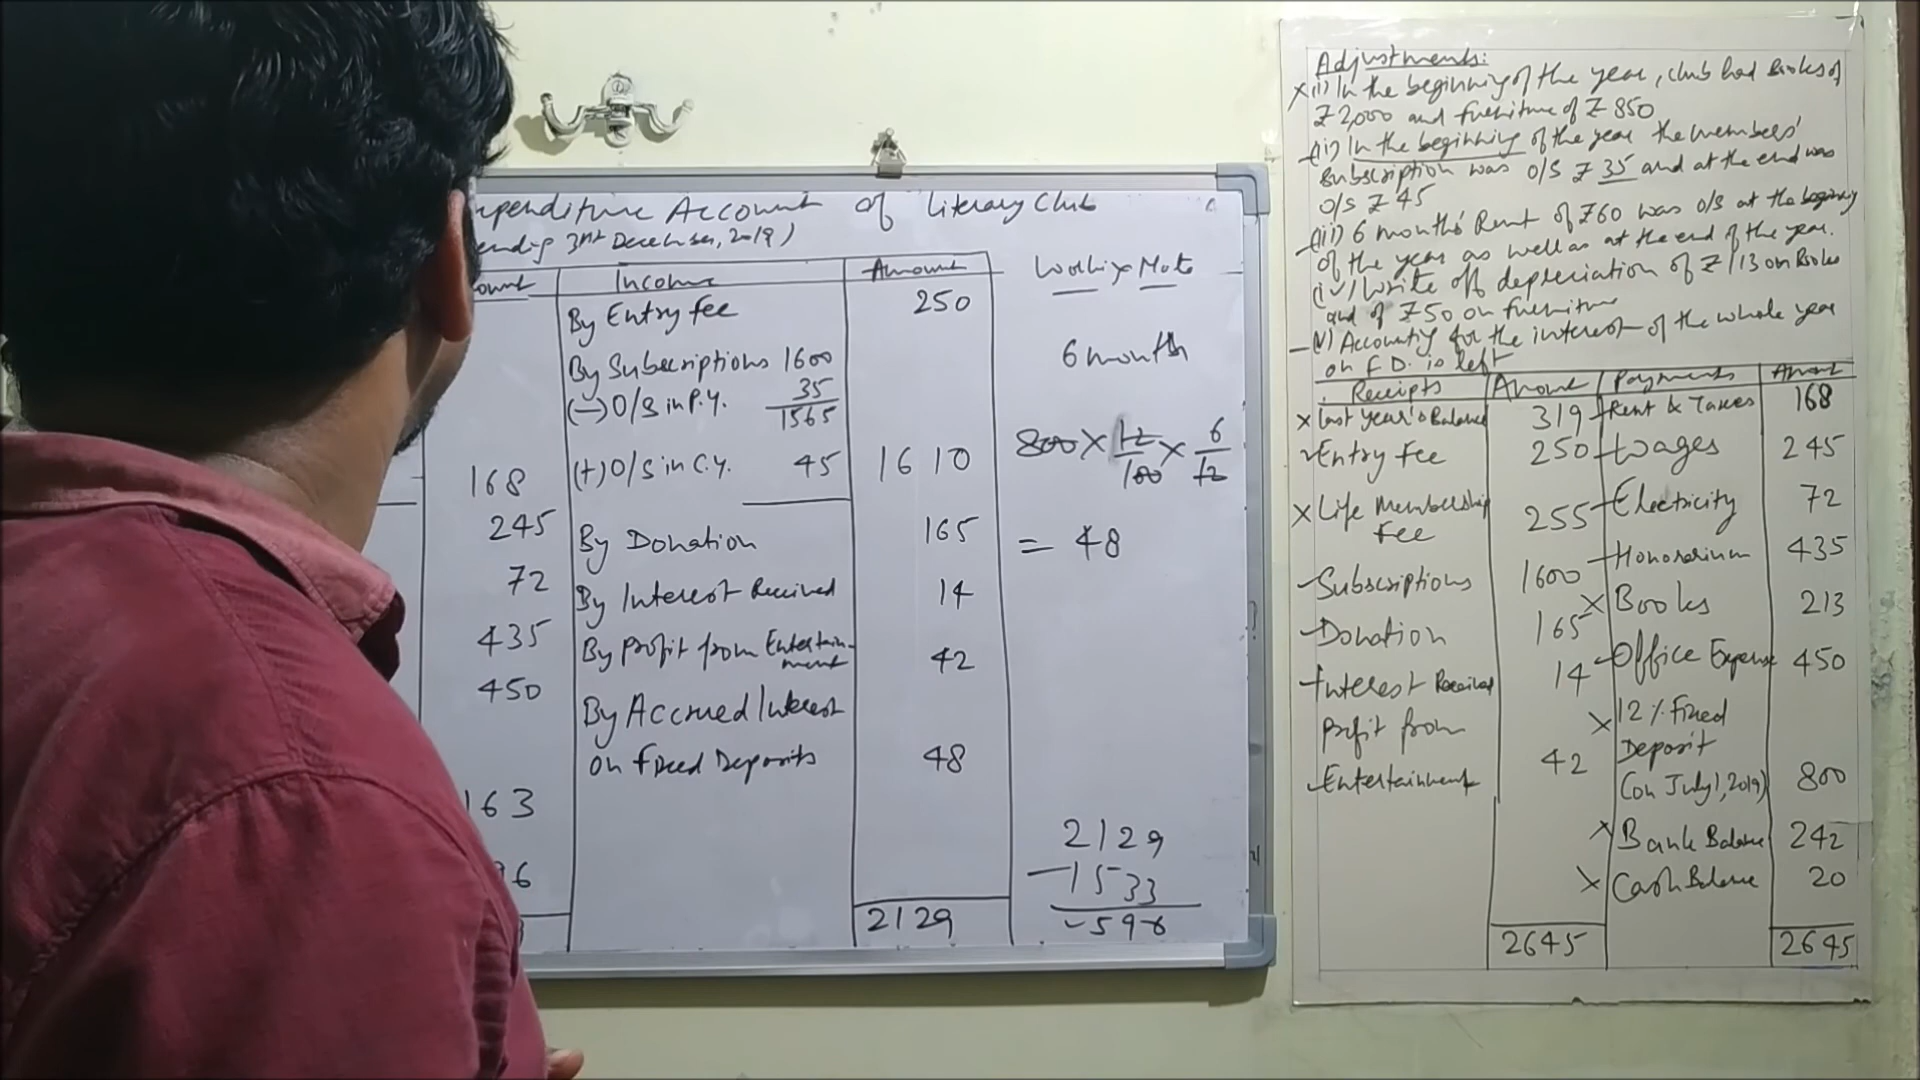 Expenditure Account of Literary Club
ending 31st December, 2019)
Income Amount
By Entry fee 250
By Subscriptions 1600
(-) O/S in P.Y. 35
1565
(+) O/S in C.Y. 45 1610
By Donation 165
By Interest Received 14
By Profit from Entertain-
ment 42
By Accrued Interest
on fixed Deposits 48
2129
168
245
72
435
450
163
Working Note
6 month
800 × 12/100 × 6/12
= 48
2129
-1533
596
Adjustments:
×(i) In the beginning of the year, club had Books of
₹ 2,000 and furniture of ₹ 850
(ii) In the beginning of the year the members'
subscription was O/S ₹ 35 and at the end was
O/S ₹ 45
(iii) 6 month's Rent of ₹60 was O/S at the beginning
of the year as well as at the end of the year.
(iv) Write off depreciation of ₹ 113 on Books
and of ₹50 on furniture
(v) Accounting for the interest of the whole year
on F.D. is left
Receipts Amount Payments Amount
× Last year's Balance 319 Rent & Taxes 168
Entry fee 250 Wages 245
× Life Membership
fee 255 Electricity 72
Subscriptions 1600 Honorarium 435
Donation 165 × Books 213
Interest Received 14 Office Expense 450
Profit from
Entertainment 42
× 12% Fixed
Deposit
(on July 1, 2019) 800
× Bank Balance 242
× Cash Balance 20
2645 2645